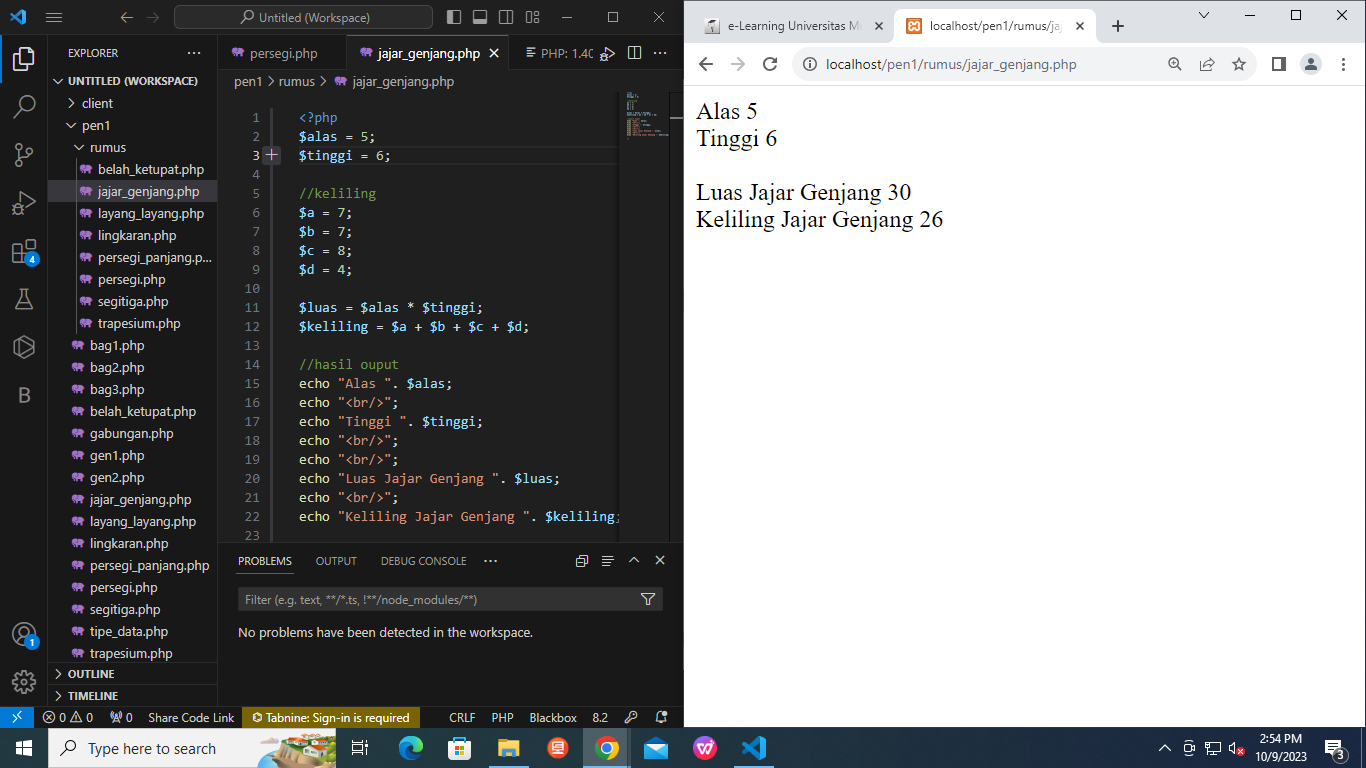 Untitled (Workspace)
EXPLORER
UNTITLED (WORKSPACE)
client
pen1
rumus
belah_ketupat.php
jajar_genjang.php
layang_layang.php
lingkaran.php
persegi_panjang.p...
persegi.php
segitiga.php
trapesium.php
bag1.php
bag2.php
bag3.php
belah_ketupat.php
gabungan.php
gen1.php
gen2.php
jajar_genjang.php
layang_layang.php
lingkaran.php
persegi_panjang.php
persegi.php
segitiga.php
tipe_data.php
trapesium.php
OUTLINE
TIMELINE
4
B
1
persegi.php
jajar_genjang.php
PHP: 1.40
pen1 > rumus > jajar_genjang.php
1 <?php
2 $alas = 5;
3 $tinggi = 6;
4
5 //keliling
6 $a = 7;
7 $b = 7;
8 $c = 8;
9 $d = 4;
10
11 $luas = $alas * $tinggi;
12 $keliling = $a + $b + $c + $d;
13
14 //hasil ouput
15 echo "Alas ". $alas;
16 echo "<br/>";
17 echo "Tinggi ". $tinggi;
18 echo "<br/>";
19 echo "<br/>";
20 echo "Luas Jajar Genjang ". $luas;
21 echo "<br/>";
22 echo "Keliling Jajar Genjang ". $keliling;
23
PROBLEMS OUTPUT DEBUG CONSOLE
Filter (e.g. text, **/*.ts, !**/node_modules/**)
No problems have been detected in the workspace.
0 0 0 Share Code Link Tabnine: Sign-in is required CRLF PHP Blackbox 8.2
e-Learning Universitas M
localhost/pen1/rumus/jaj
localhost/pen1/rumus/jajar_genjang.php
Alas 5
Tinggi 6
Luas Jajar Genjang 30
Keliling Jajar Genjang 26
Type here to search
2:54 PM
10/9/2023
3